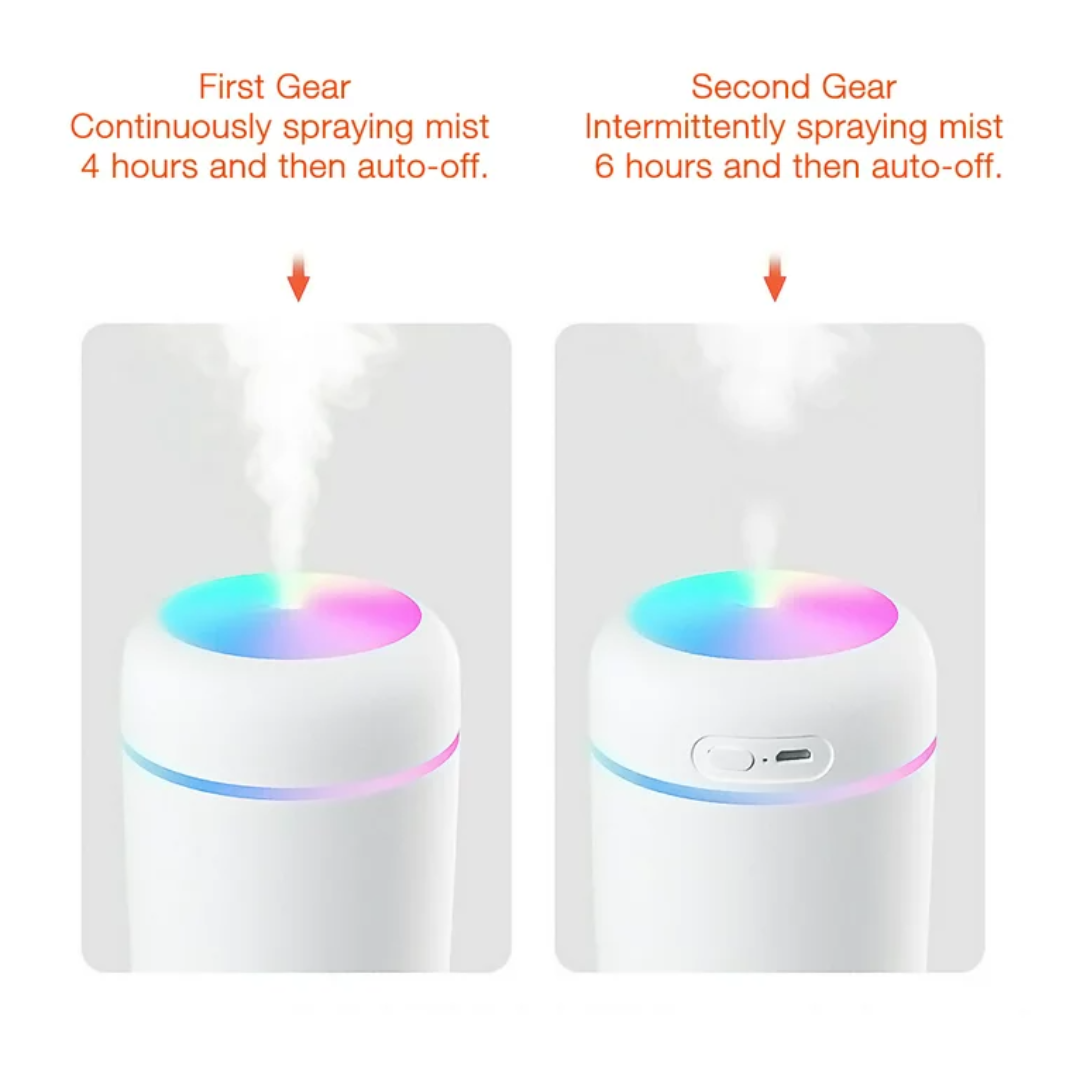 First Gear
Continuously spraying mist
4 hours and then auto-off.
Second Gear
Intermittently spraying mist
6 hours and then auto-off.